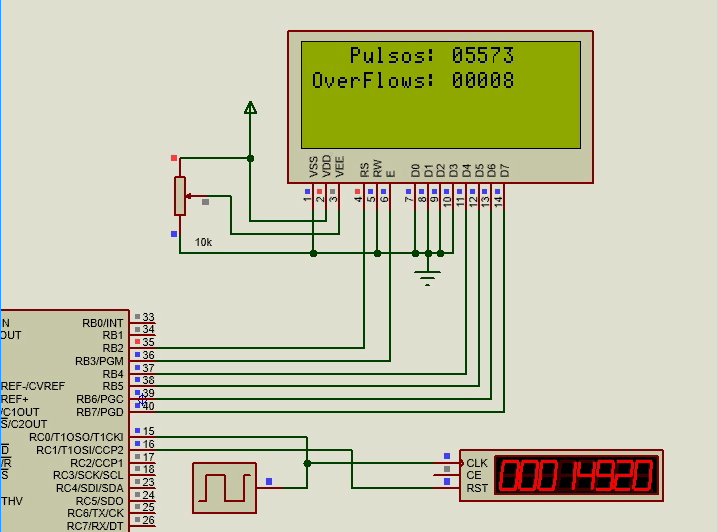 Pulsos: 05573
OverFlows: 00008
VSS VDD VEE RS RW E D0 D1 D2 D3 D4 D5 D6 D7
1 2 3 4 5 6 7 8 9 10 11 12 13 14
10k
N RB0/INT 33
OUT RB1 34
RB2 35
RB3/PGM 36
RB4 37
REF-/CVREF RB5 38
REF+ RB6/PGC 39
/C1OUT RB7/PGD 40
S/C2OUT
RC0/T1OSO/T1CKI 15
D RC1/T1OSI/CCP2 16
/R RC2/CCP1 17
S RC3/SCK/SCL 18
RC4/SDI/SDA 23
THV RC5/SDO 24
RC6/TX/CK 25
RC7/RX/DT 26
CLK
CE
RST
00014920